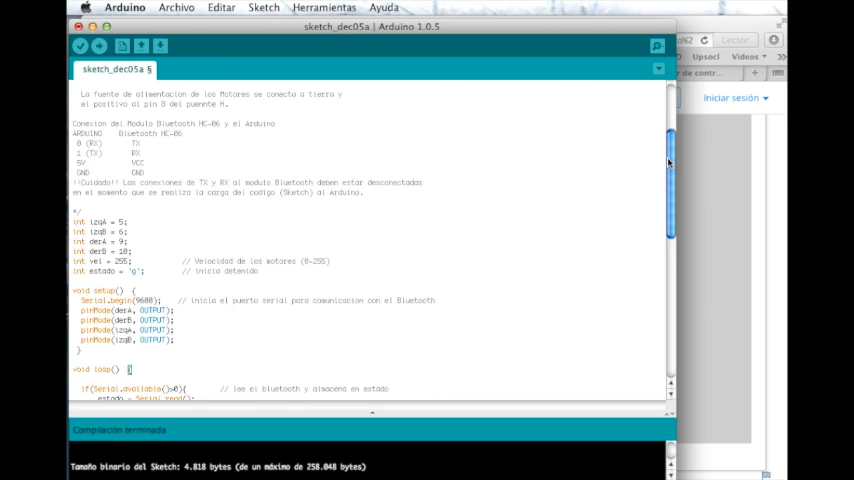 Arduino Archivo Editar Sketch Herramientas Ayuda
sketch_dec05a | Arduino 1.0.5
Lector
Upsocl Videos
sketch_dec05a §
r de contr...
Iniciar sesión
La fuente de alimentacion de los Motores se conecta a tierra y
el positivo al pin 8 del puennte H.
Conexion del Modulo Bluetooth HC-06 y el Arduino
ARDUINO Bluetooth HC-06
0 (RX) TX
1 (TX) RX
5V VCC
GND GND
!!Cuidado!! Las conexiones de TX y RX al modulo Bluetooth deben estar desconectadas
en el momento que se realiza la carga del codigo (Sketch) al Arduino.
*/
int izqA = 5;
int izqB = 6;
int derA = 9;
int derB = 10;
int vel = 255; // Velocidad de los motores (0-255)
int estado = 'g'; // inicia detenido
void setup() {
Serial.begin(9600); // inicia el puerto serial para comunicacion con el Bluetooth
pinMode(derA, OUTPUT);
pinMode(derB, OUTPUT);
pinMode(izqA, OUTPUT);
pinMode(izqB, OUTPUT);
}
void loop() {
if(Serial.available()>0){ // lee el bluetooth y almacena en estado
estado = Serial.read();
Compilación terminada
Tamaño binario del Sketch: 4.818 bytes (de un máximo de 258.048 bytes)